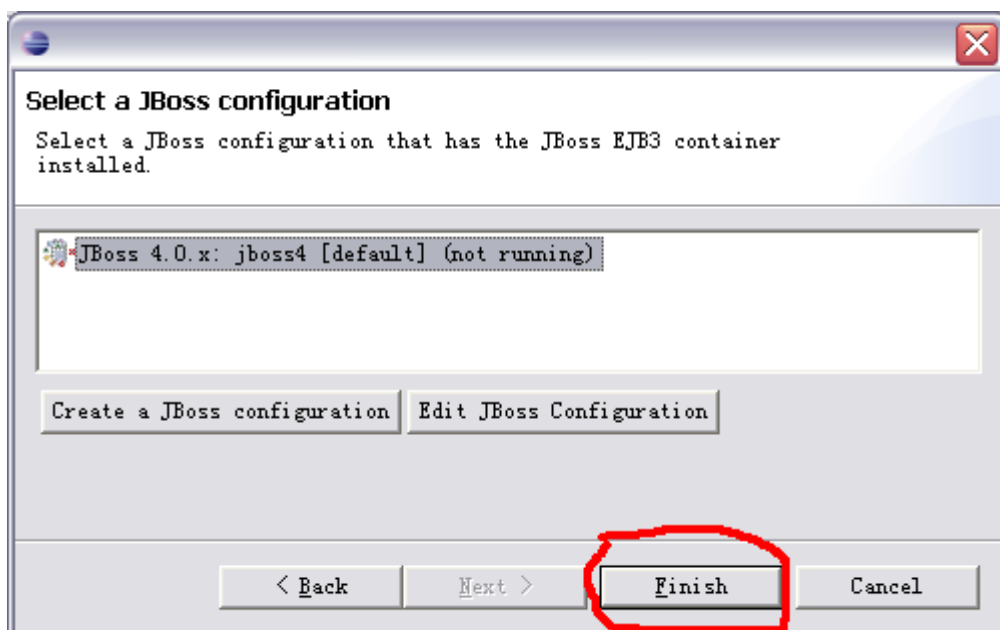 Select a JBoss configuration
Select a JBoss configuration that has the JBoss EJB3 container
installed.
JBoss 4.0.x: jboss4 [default] (not running)
Create a JBoss configuration Edit JBoss Configuration
< Back Next > Finish Cancel